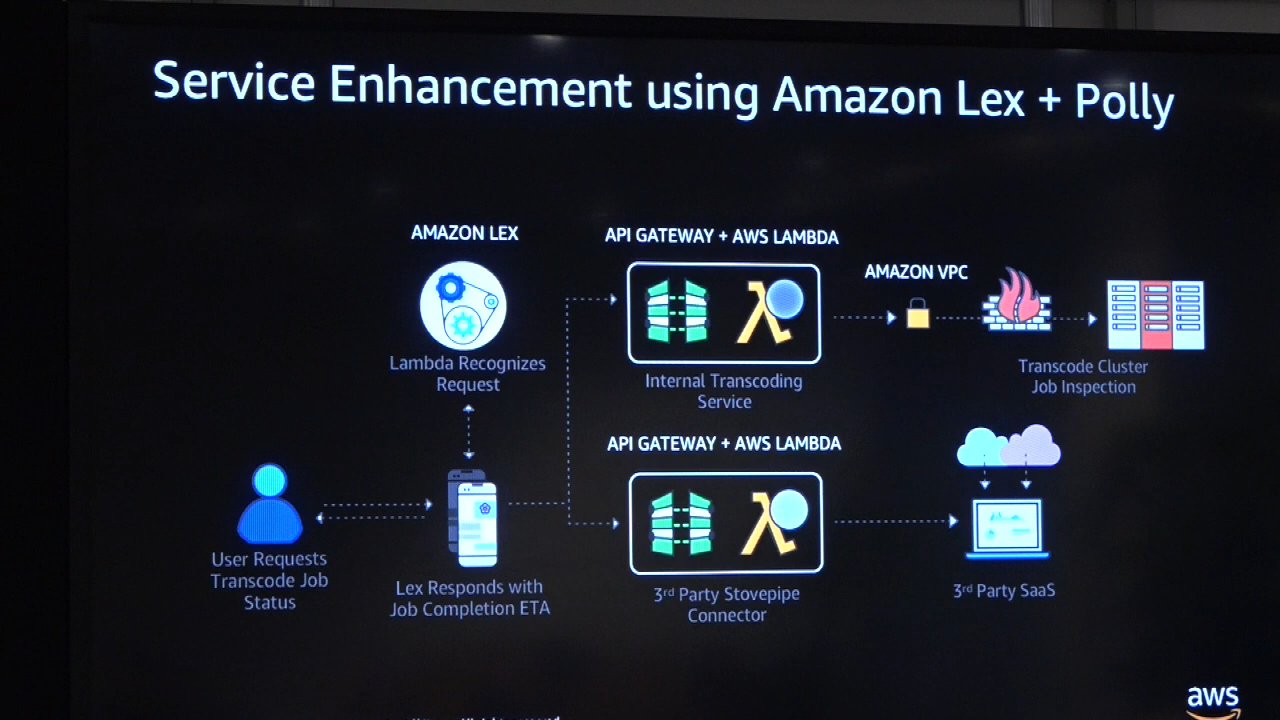 Service Enhancement using Amazon Lex + Polly
AMAZON LEX
Lambda Recognizes
Request
API GATEWAY + AWS LAMBDA
Internal Transcoding
Service
AMAZON VPC
Transcode Cluster
Job Inspection
User Requests
Transcode Job
Status
Lex Responds with
Job Completion ETA
API GATEWAY + AWS LAMBDA
3rd Party Stovepipe
Connector
3rd Party SaaS
aws